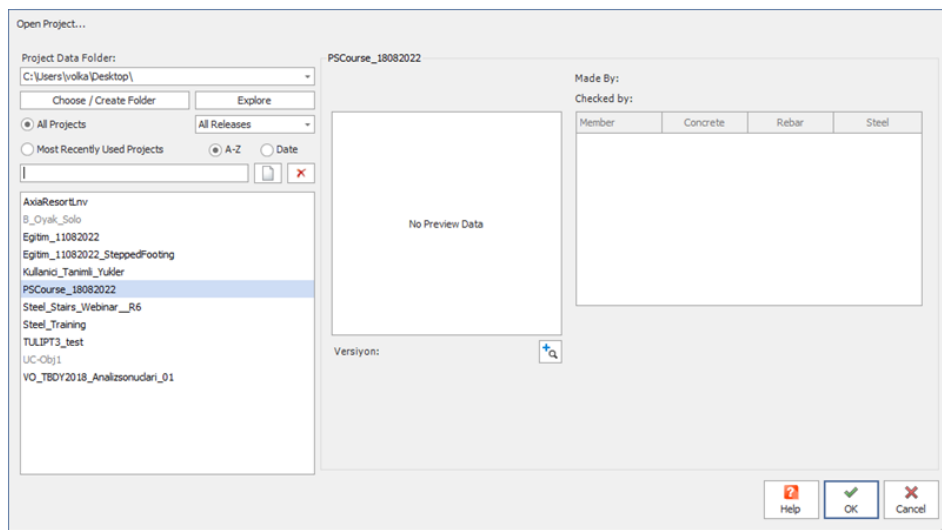 Open Project...
Project Data Folder:
C:\Users\volka\Desktop\
Choose / Create Folder
Explore
All Projects
All Releases
Most Recently Used Projects
A-Z
Date
AxiaResortLnv
B_Oyak_Solo
Egitim_11082022
Egitim_11082022_SteppedFooting
Kullanici_Tanimli_Yukler
PSCourse_18082022
Steel_Stairs_Webinar__R6
Steel_Training
TULIPT3_test
UC-Obj1
VO_TBDY2018_Analizsonuclari_01
PSCourse_18082022
No Preview Data
Versiyon:
Made By:
Checked by:
Member Concrete Rebar Steel
Help
OK
Cancel